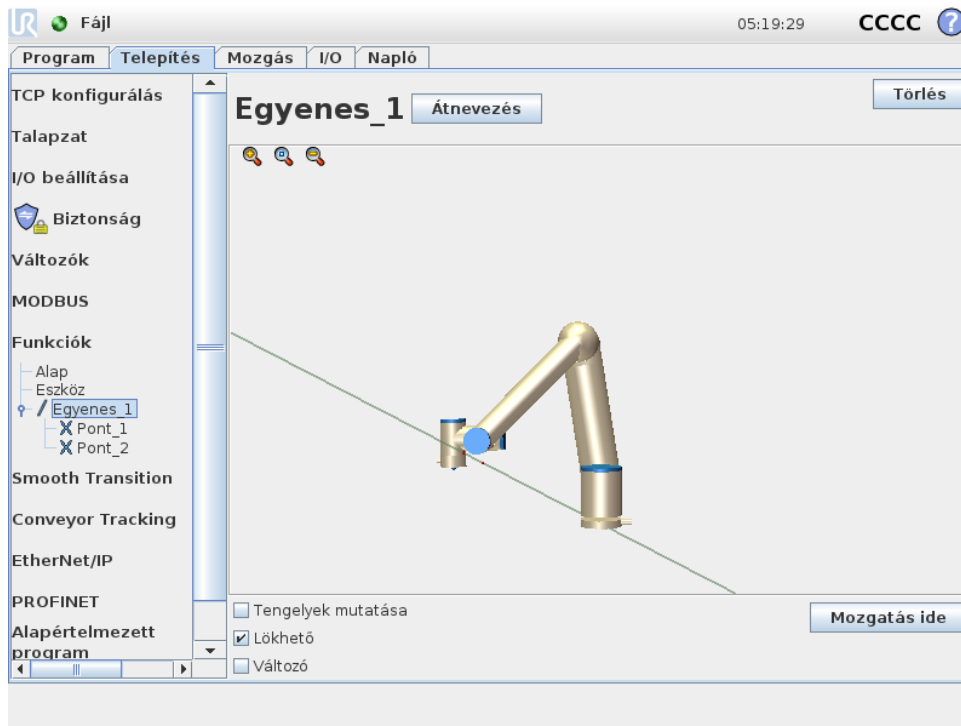 UR Fájl 05:19:29 CCCC ?
Program Telepítés Mozgás I/O Napló
TCP konfigurálás
Talapzat
I/O beállítása
Biztonság
Változók
MODBUS
Funkciók
Alap
Eszköz
Egyenes_1
Pont_1
Pont_2
Smooth Transition
Conveyor Tracking
EtherNet/IP
PROFINET
Alapértelmezett
program
Egyenes_1 Átnevezés Törlés
Tengelyek mutatása
Lökhető
Változó
Mozgatás ide